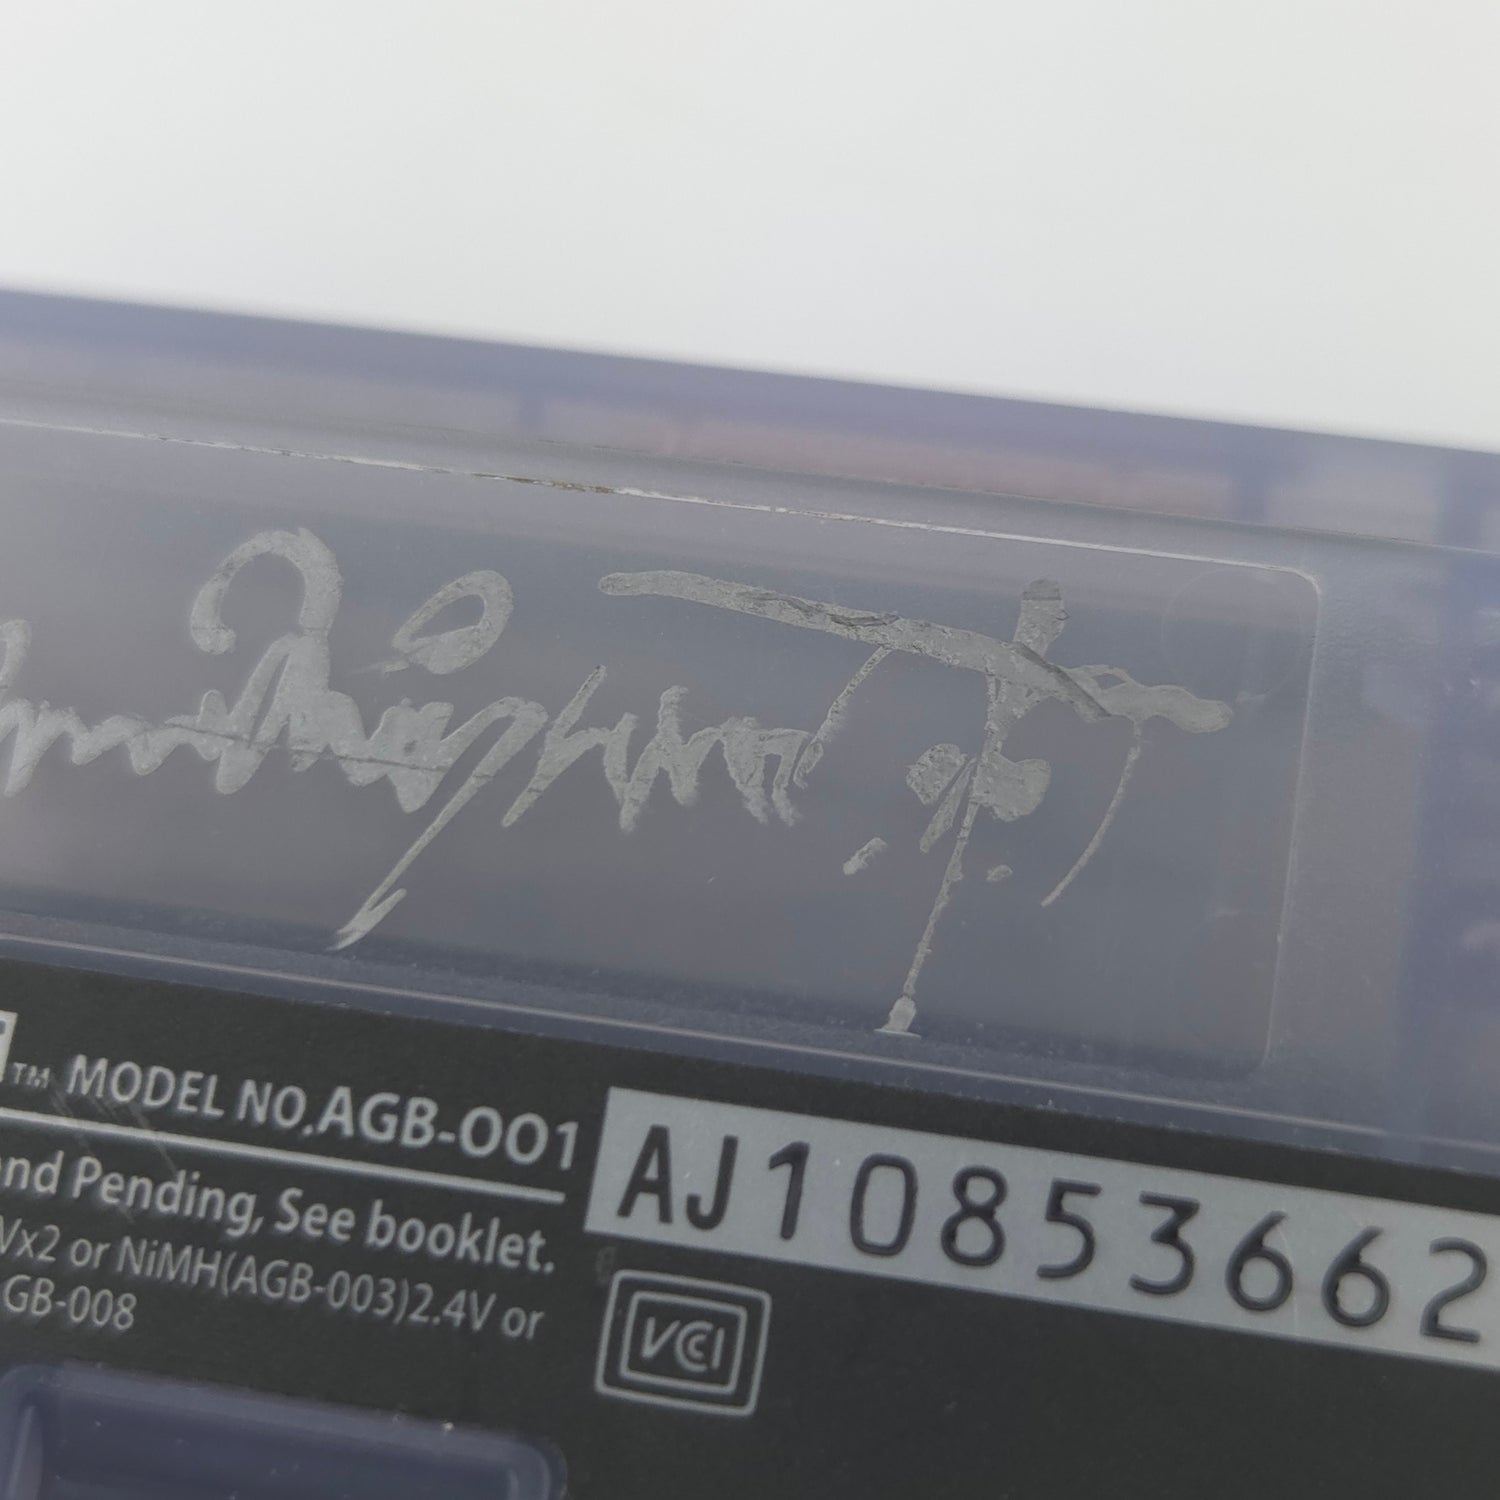 ™ MODEL NO.AGB-001
AJ10853662
nd Pending, See booklet.
Vx2 or NiMH(AGB-003)2.4V or
GB-008
VCCI